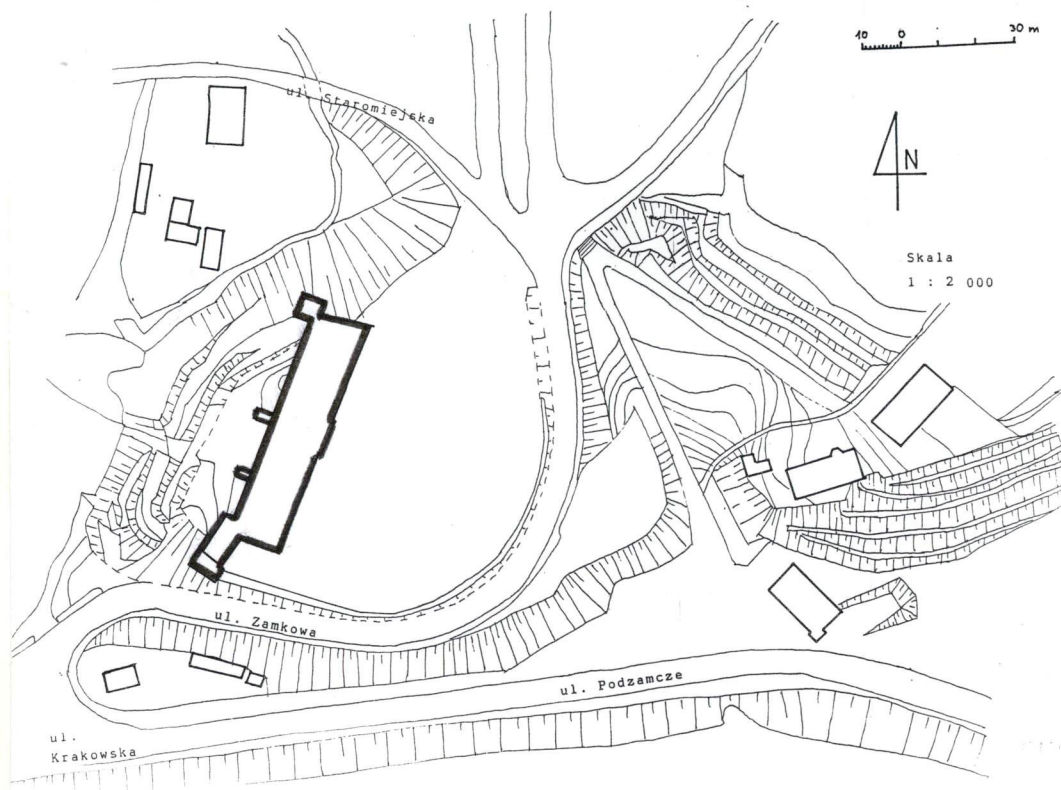 10 0 30 m
ul. Staromiejska
N
Skala
1 : 2 000
ul. Zamkowa
ul. Podzamcze
ul.
Krakowska